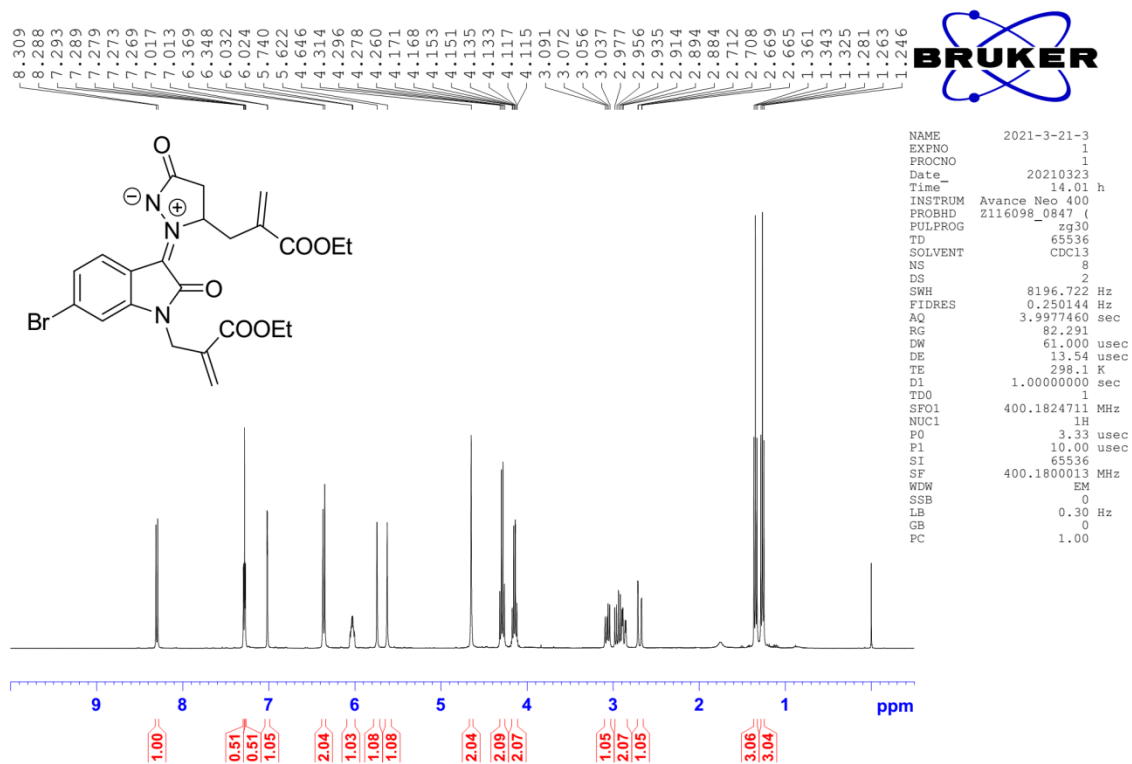 8.309
8.288
7.293
7.289
7.279
7.273
7.269
7.017
7.013
6.369
6.348
6.032
6.024
5.740
5.622
4.646
4.314
4.296
4.278
4.260
4.171
4.168
4.153
4.151
4.135
4.133
4.117
4.115
3.091
3.072
3.056
3.037
2.977
2.956
2.935
2.914
2.894
2.884
2.712
2.708
2.669
2.665
1.361
1.343
1.325
1.281
1.263
1.246
BRUKER
NAME 2021-3-21-3
EXPNO 1
PROCNO 1
Date_ 20210323
Time 14.01 h
INSTRUM Avance Neo 400
PROBHD Z116098_0847 (
PULPROG zg30
TD 65536
SOLVENT CDCl3
NS 8
DS 2
SWH 8196.722 Hz
FIDRES 0.250144 Hz
AQ 3.9977460 sec
RG 82.291
DW 61.000 usec
DE 13.54 usec
TE 298.1 K
D1 1.00000000 sec
TD0 1
SFO1 400.1824711 MHz
NUC1 1H
P0 3.33 usec
P1 10.00 usec
SI 65536
SF 400.1800013 MHz
WDW EM
SSB 0
LB 0.30 Hz
GB 0
PC 1.00
O
⊖ N ⊕
N
COOEt
O
Br N COOEt
9 8 7 6 5 4 3 2 1 ppm
1.00
0.51
0.51
1.05
2.04
1.03
1.08
1.08
2.04
2.09
2.07
1.05
2.07
1.05
3.06
3.04